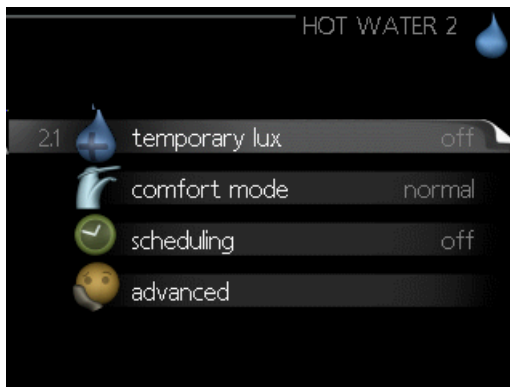 HOT WATER 2
2.1 temporary lux off
comfort mode normal
scheduling off
advanced